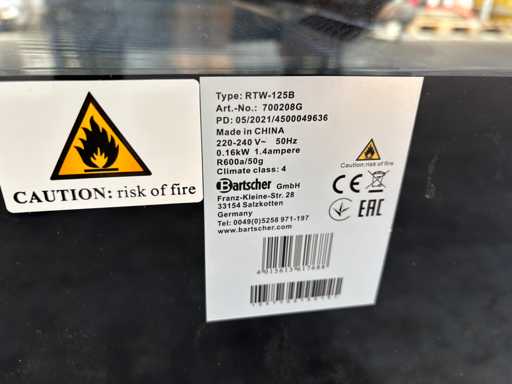 CAUTION: risk of fire
Type: RTW-125B
Art.-No.: 700208G
PD: 05/2021/4500049636
Made in CHINA
220-240 V~ 50Hz
0.16kW 1.4ampere
R600a/50g
Climate class: 4
Bartscher GmbH
Franz-Kleine-Str. 28
33154 Salzkotten
Germany
Tel: 0049(0)5258 971-197
www.bartscher.com
Caution: risk of fire
CE
EAC